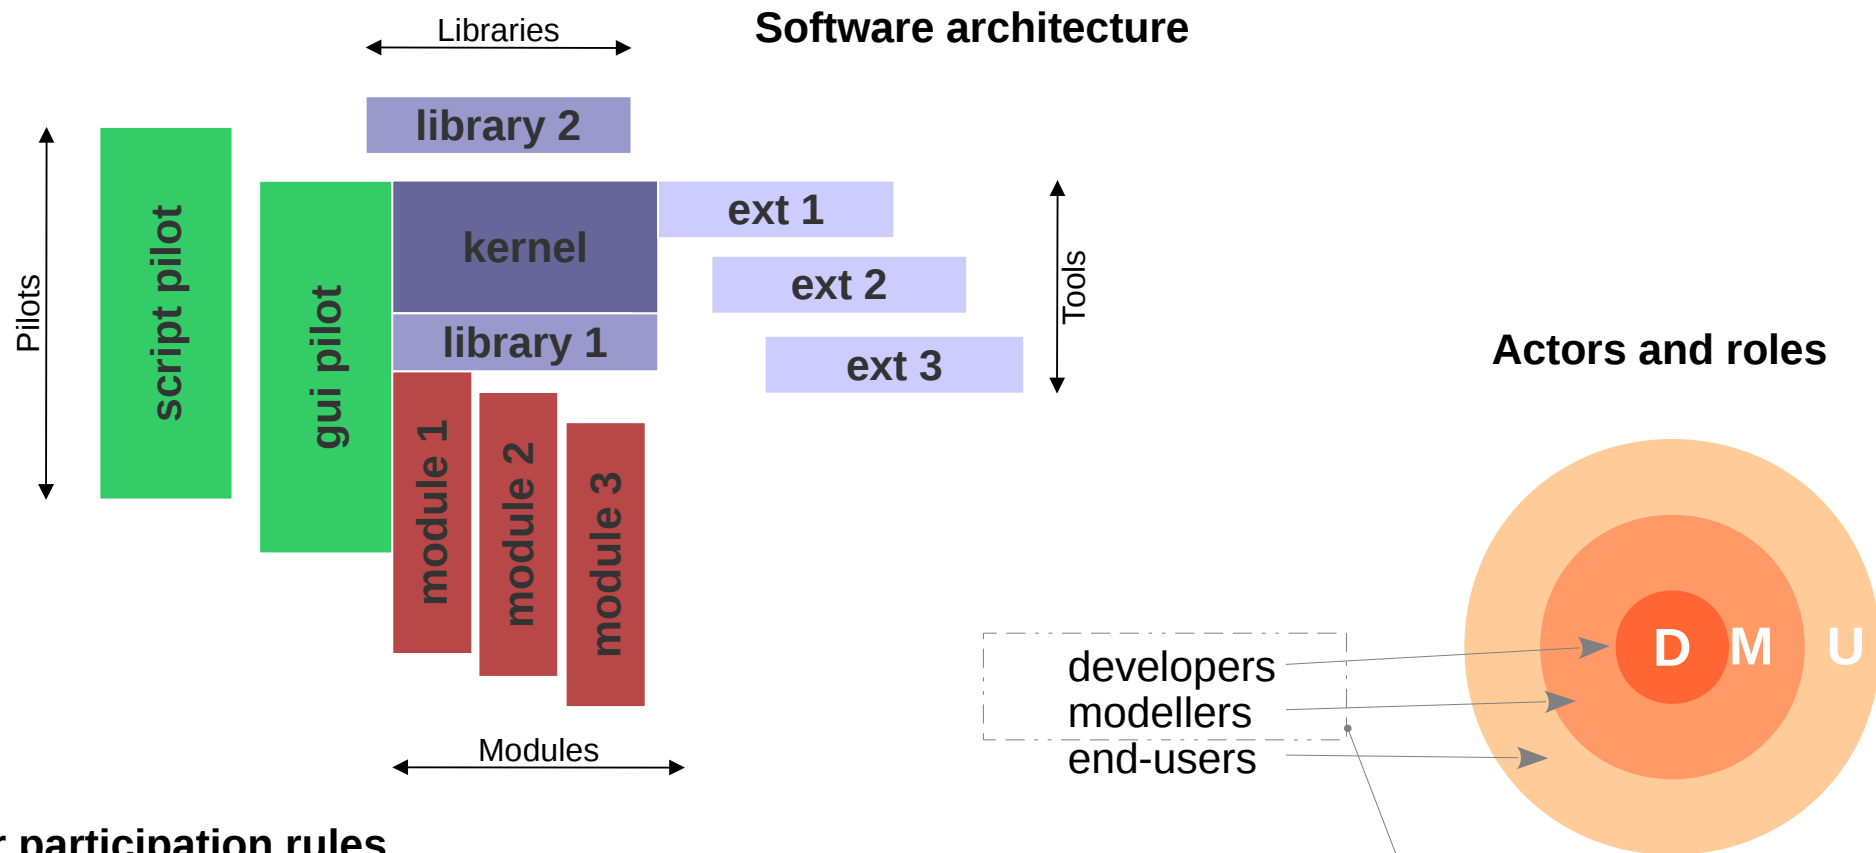 Software architecture
Libraries
library 2
Pilots
script pilot
gui pilot
kernel
library 1
ext 1
ext 2
ext 3
Tools
module 1
module 2
module 3
Modules
Actors and roles
D M U
developers
modellers
end-users
participation rules